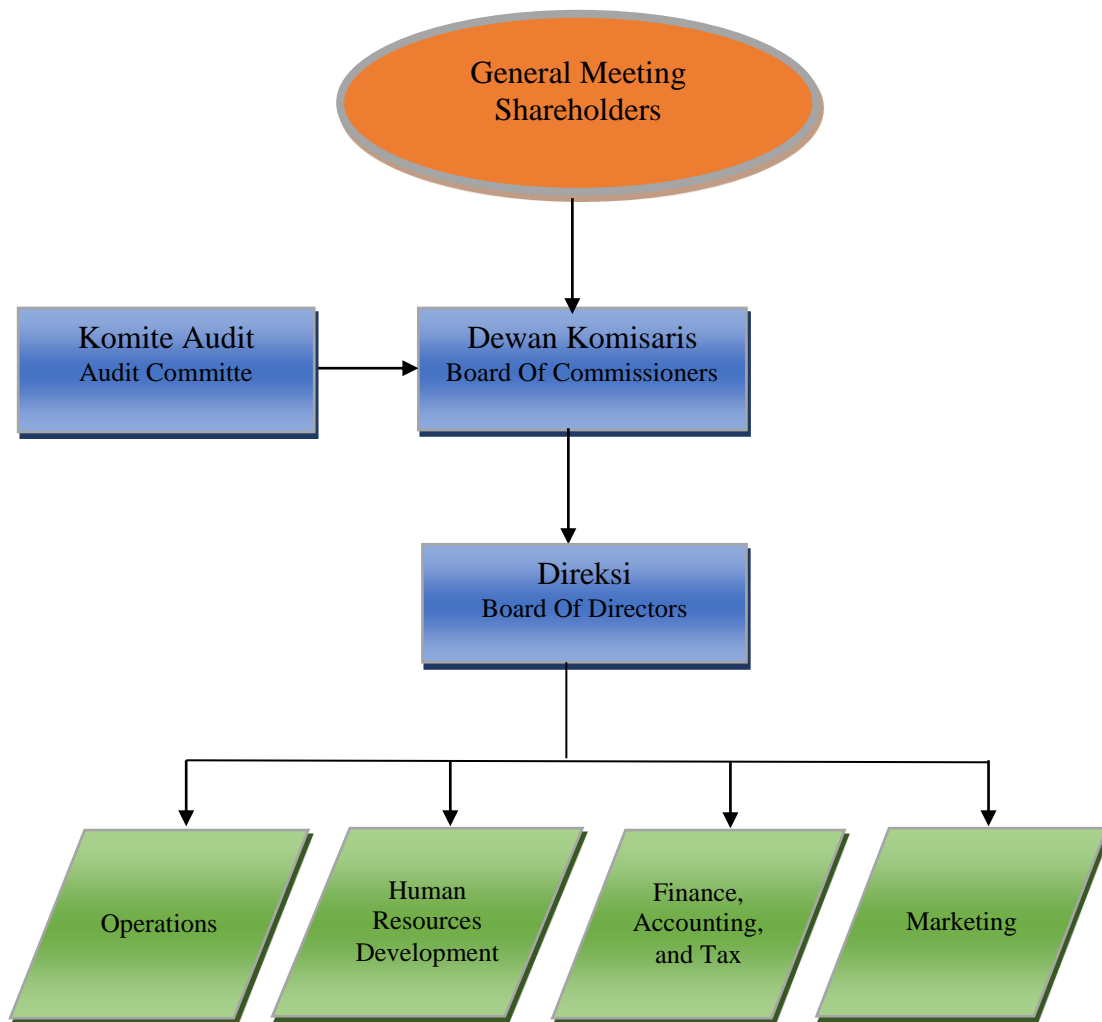 General Meeting
Shareholders
Komite Audit
Audit Committe
Dewan Komisaris
Board Of Commissioners
Direksi
Board Of Directors
Operations
Human
Resources
Development
Finance,
Accounting,
and Tax
Marketing